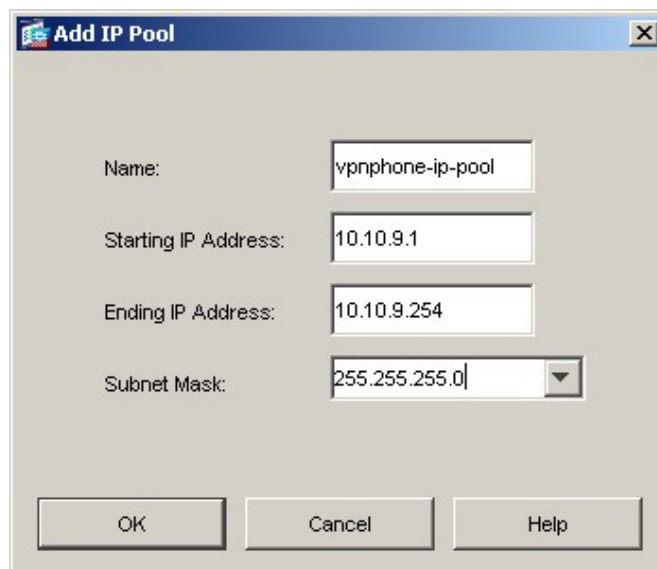 Add IP Pool
Name: vpnphone-ip-pool
Starting IP Address: 10.10.9.1
Ending IP Address: 10.10.9.254
Subnet Mask: 255.255.255.0
OK Cancel Help